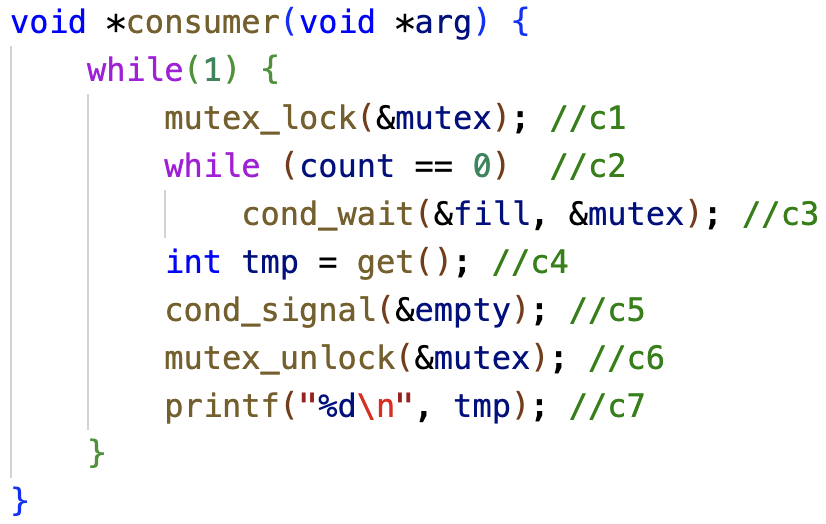 void *consumer(void *arg) {
    while(1) {
        mutex_lock(&mutex); //c1
        while (count == 0)  //c2
            cond_wait(&fill, &mutex); //c3
        int tmp = get(); //c4
        cond_signal(&empty); //c5
        mutex_unlock(&mutex); //c6
        printf("%d\n", tmp); //c7
    }
}